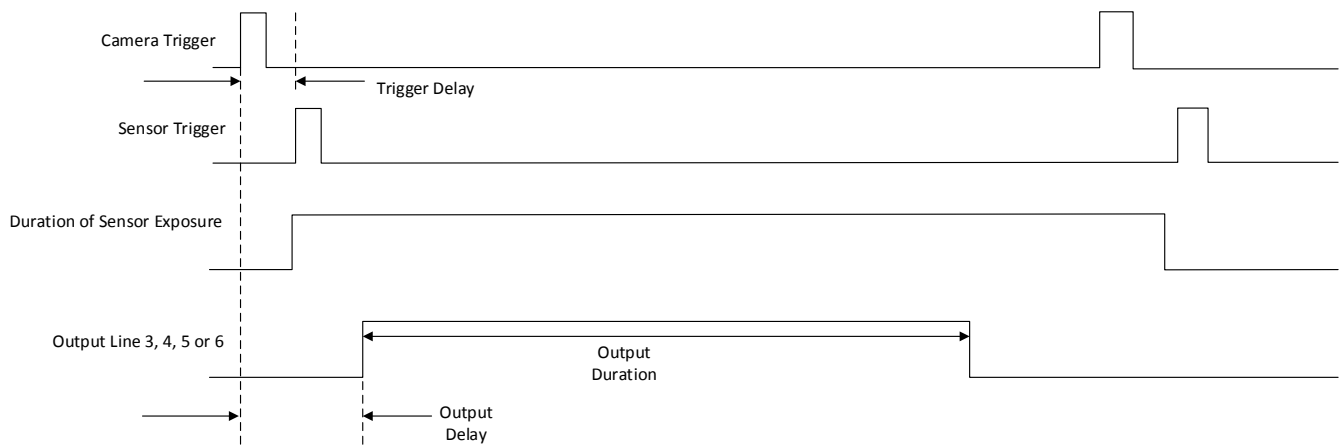 Camera Trigger
Trigger Delay
Sensor Trigger
Duration of Sensor Exposure
Output Line 3, 4, 5 or 6
Output
Duration
Output
Delay